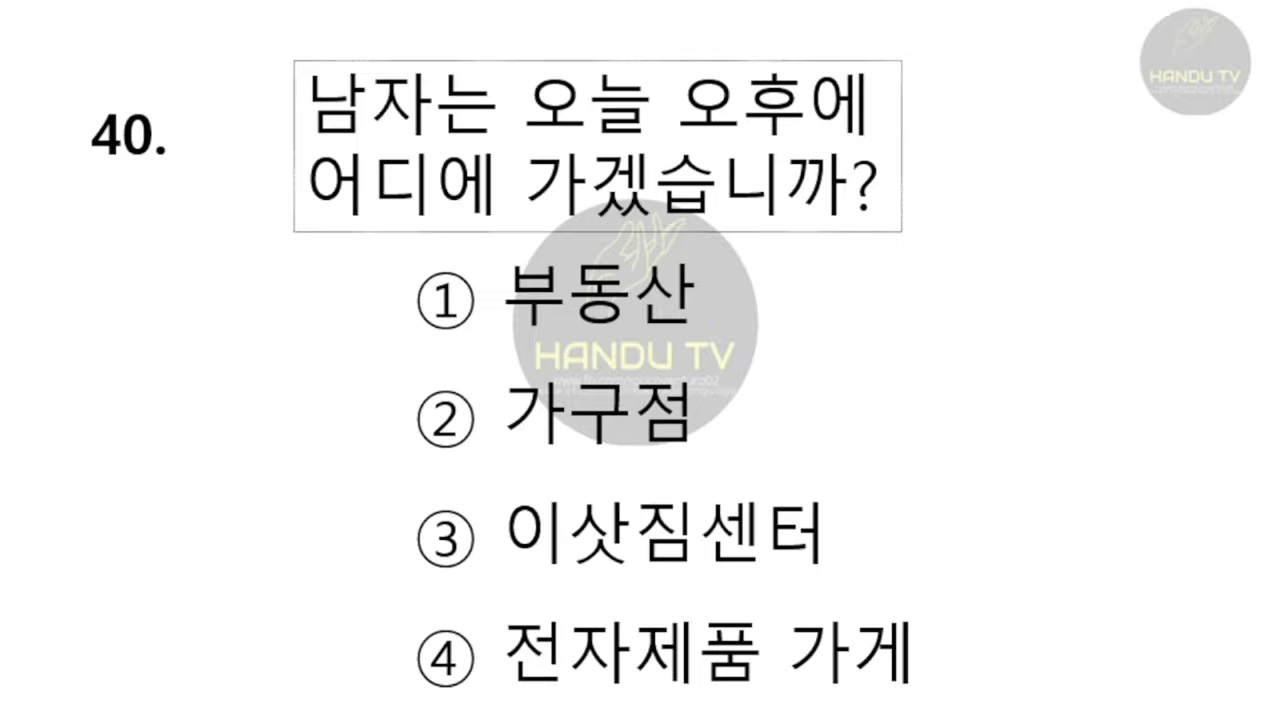 HANDU TV
40.
남자는 오늘 오후에
어디에 가겠습니까?
① 부동산
HANDU TV
② 가구점
③ 이삿짐센터
④ 전자제품 가게